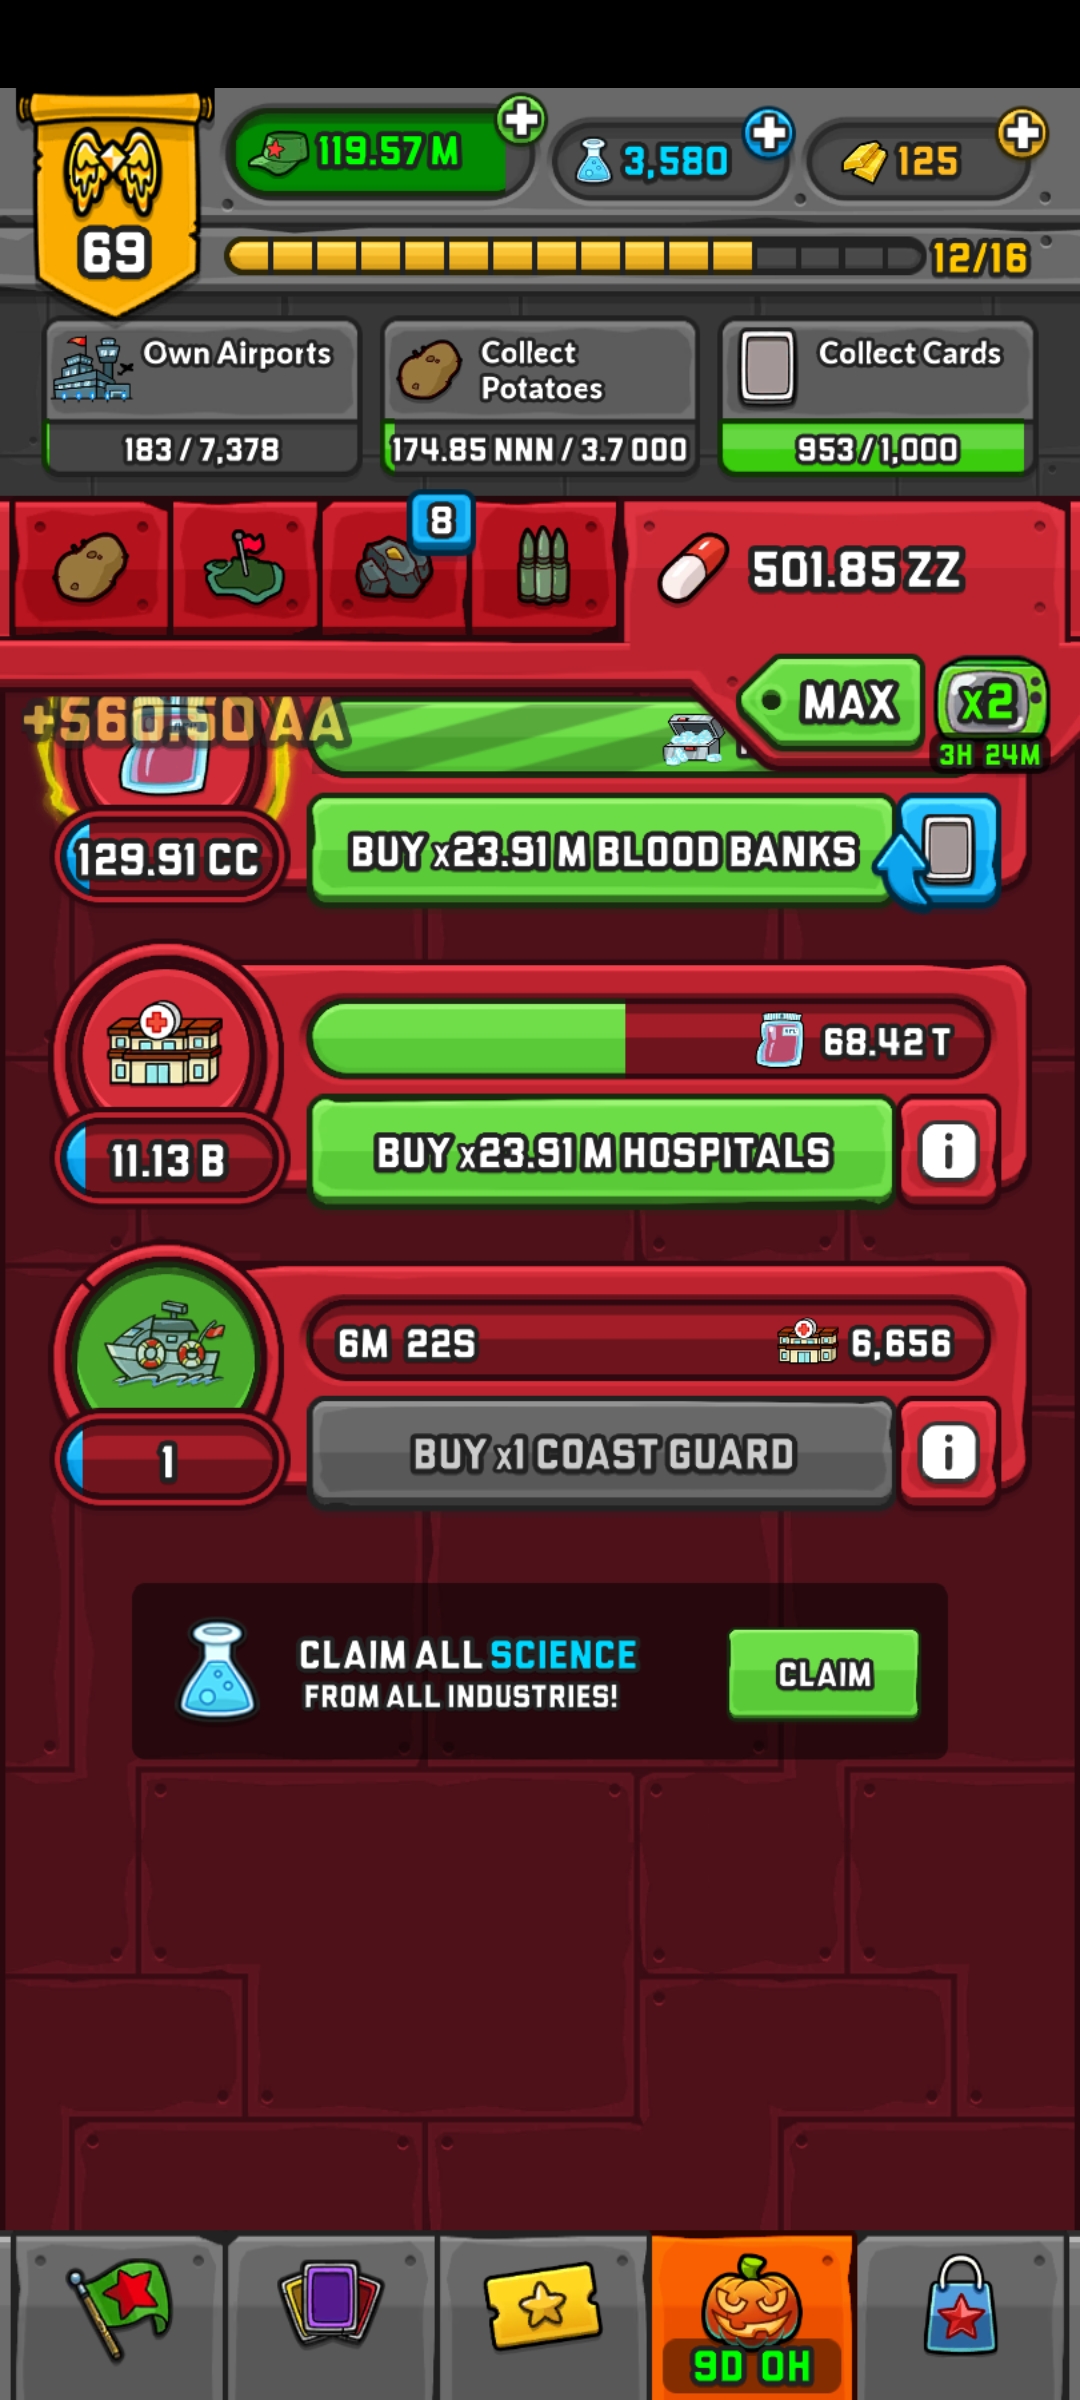 119.57 M
3,580
125
69
12/16
Own Airports
183 / 7,378
Collect
Potatoes
174.85 NNN / 3.7 OOO
Collect Cards
953 / 1,000
8
501.85 ZZ
MAX
x2
3H 24M
+560.50 AA
129.91 CC
BUY x23.91 M BLOOD BANKS
68.42 T
11.13 B
BUY x23.91 M HOSPITALS
i
6M 22S
6,656
1
BUY x1 COAST GUARD
i
CLAIM ALL SCIENCE
FROM ALL INDUSTRIES!
CLAIM
9D 0H